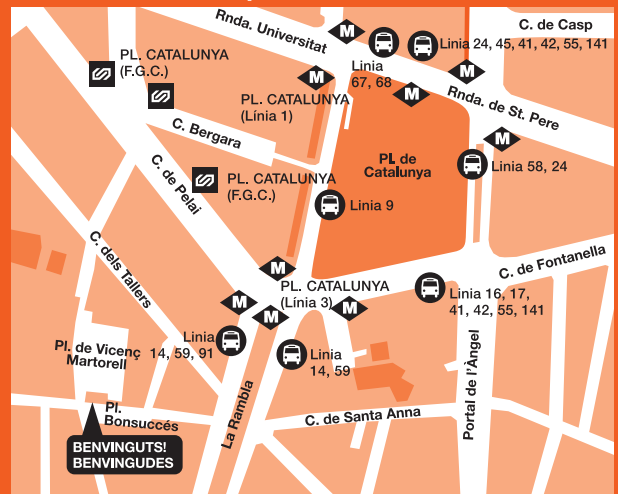 Rnda. Universitat
C. de Casp
M
Linia 24, 45, 41, 42, 55, 141
PL. CATALUNYA
(F.G.C.)
Linia
67, 68
M
M
M
PL. CATALUNYA
(Línia 1)
Rnda. de St. Pere
M
C. Bergara
Pl. de
Catalunya
Linia 58, 24
C. de Pelai
PL. CATALUNYA
(F.G.C.)
Linia 9
C. dels Tallers
C. de Fontanella
M
PL. CATALUNYA
(Línia 3)
M
M
M
Linia 16, 17,
41, 42, 55, 141
Linia
14, 59, 91
Linia
14, 59
Pl. de Vicenç
Martorell
La Rambla
Portal de l'Àngel
Pl.
Bonsuccés
C. de Santa Anna
BENVINGUTS!
BENVINGUDES